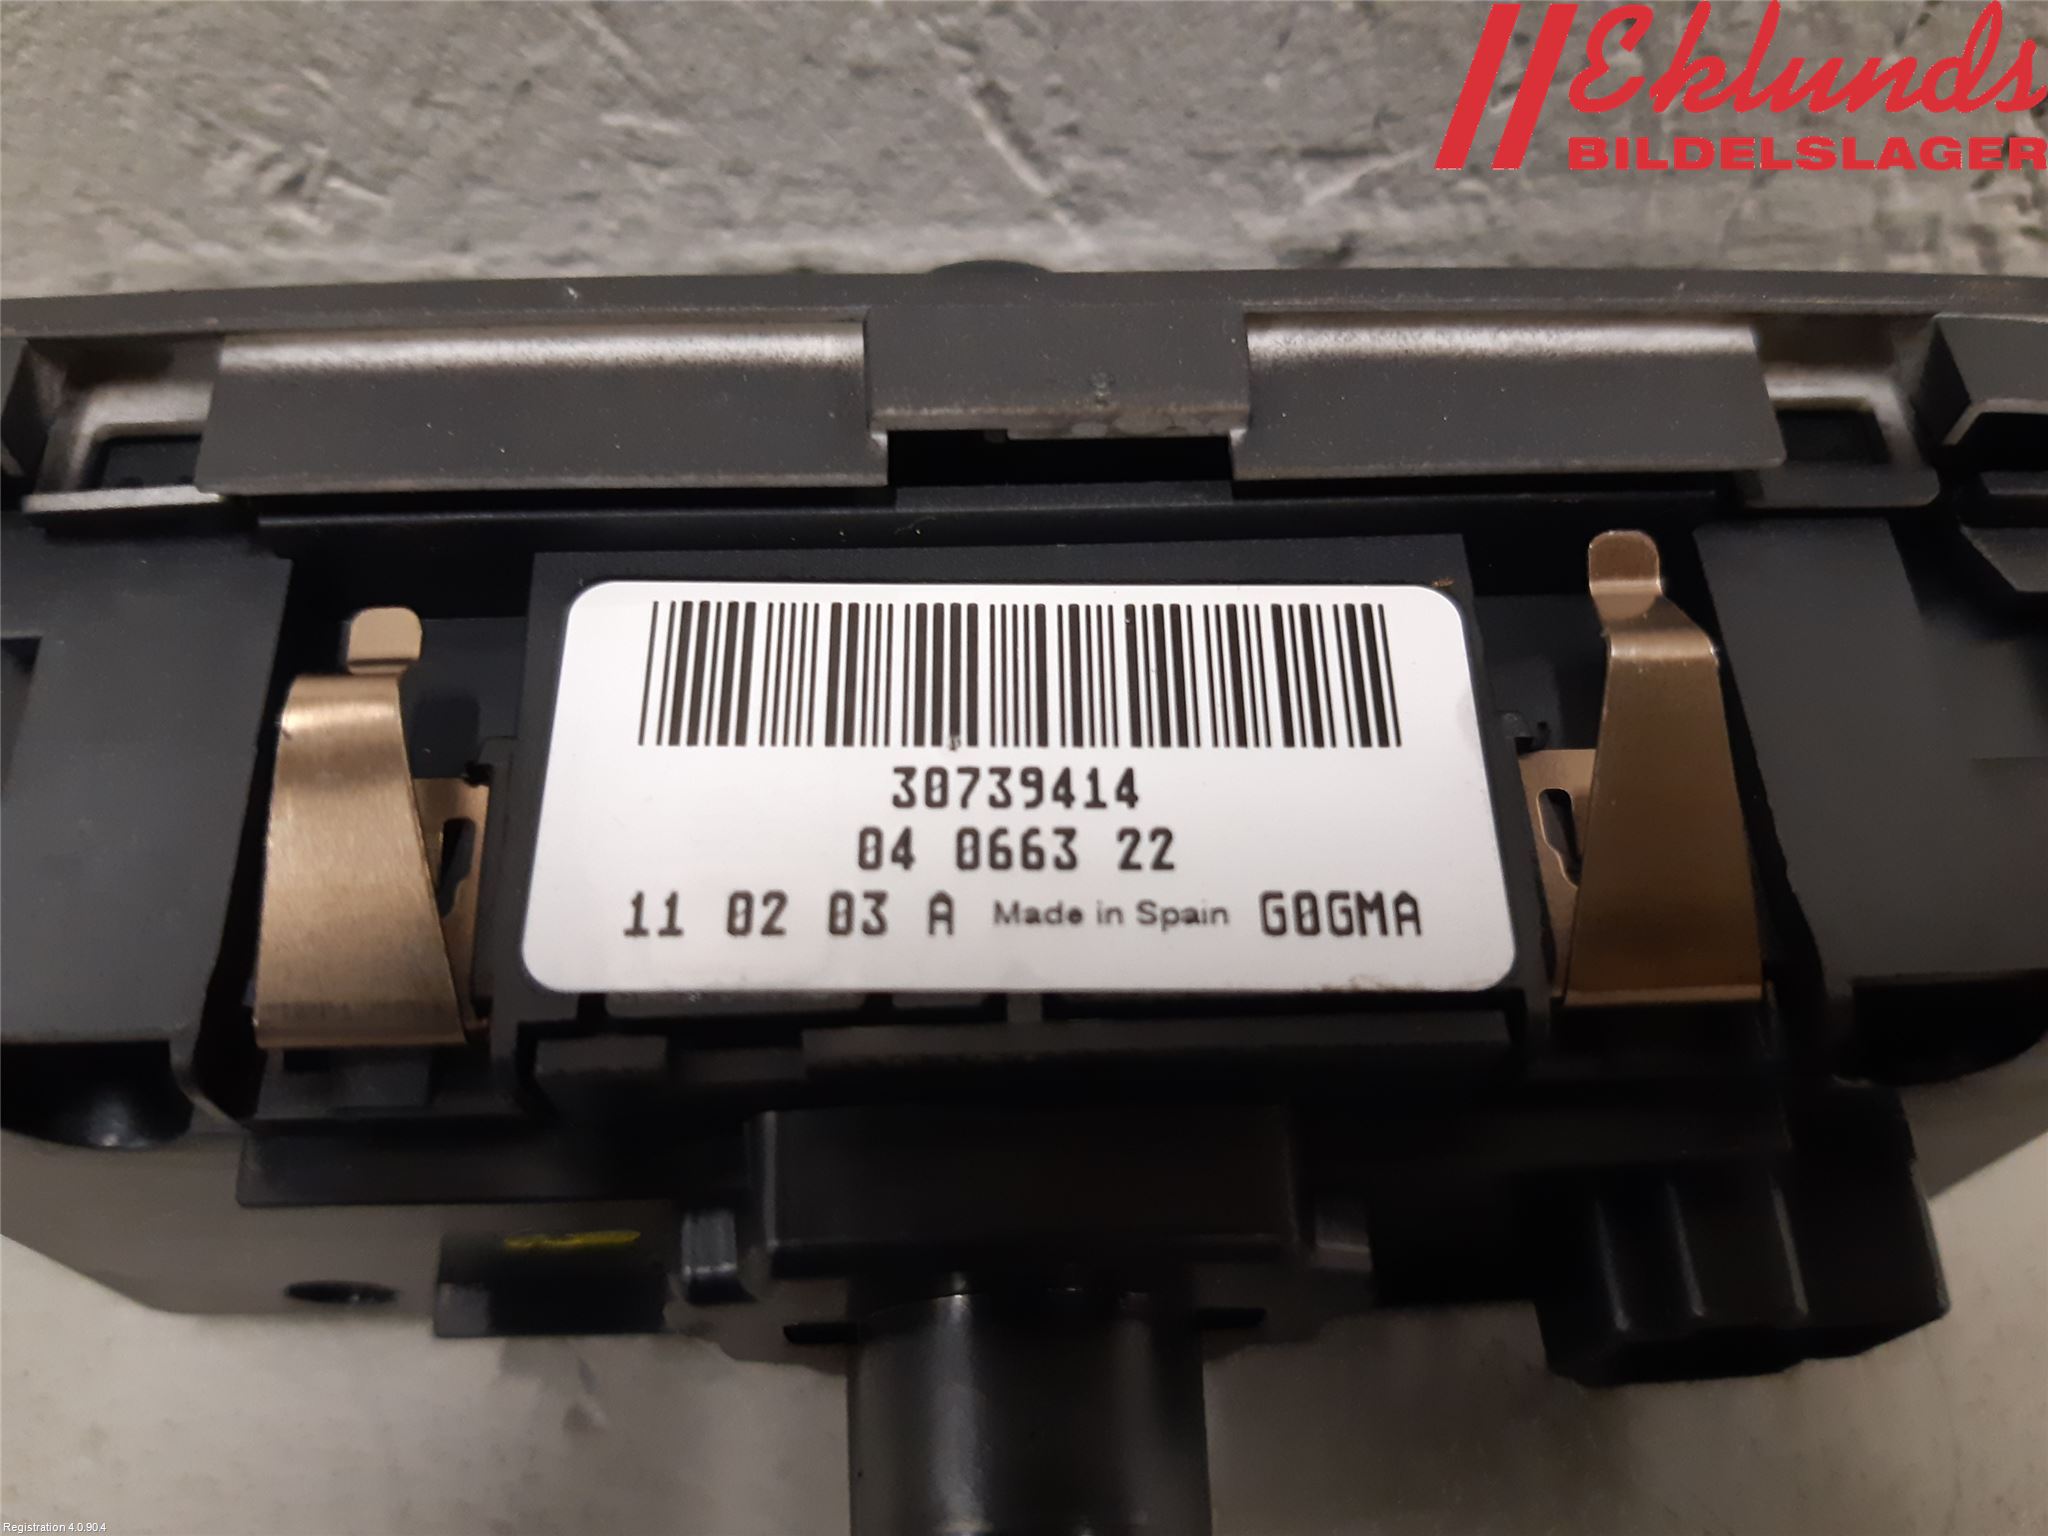 Eklunds
BILDELSLAGER
30739414
04 0663 22
11 02 03 A Made in Spain G0GMA
Registration 4.0.90.4